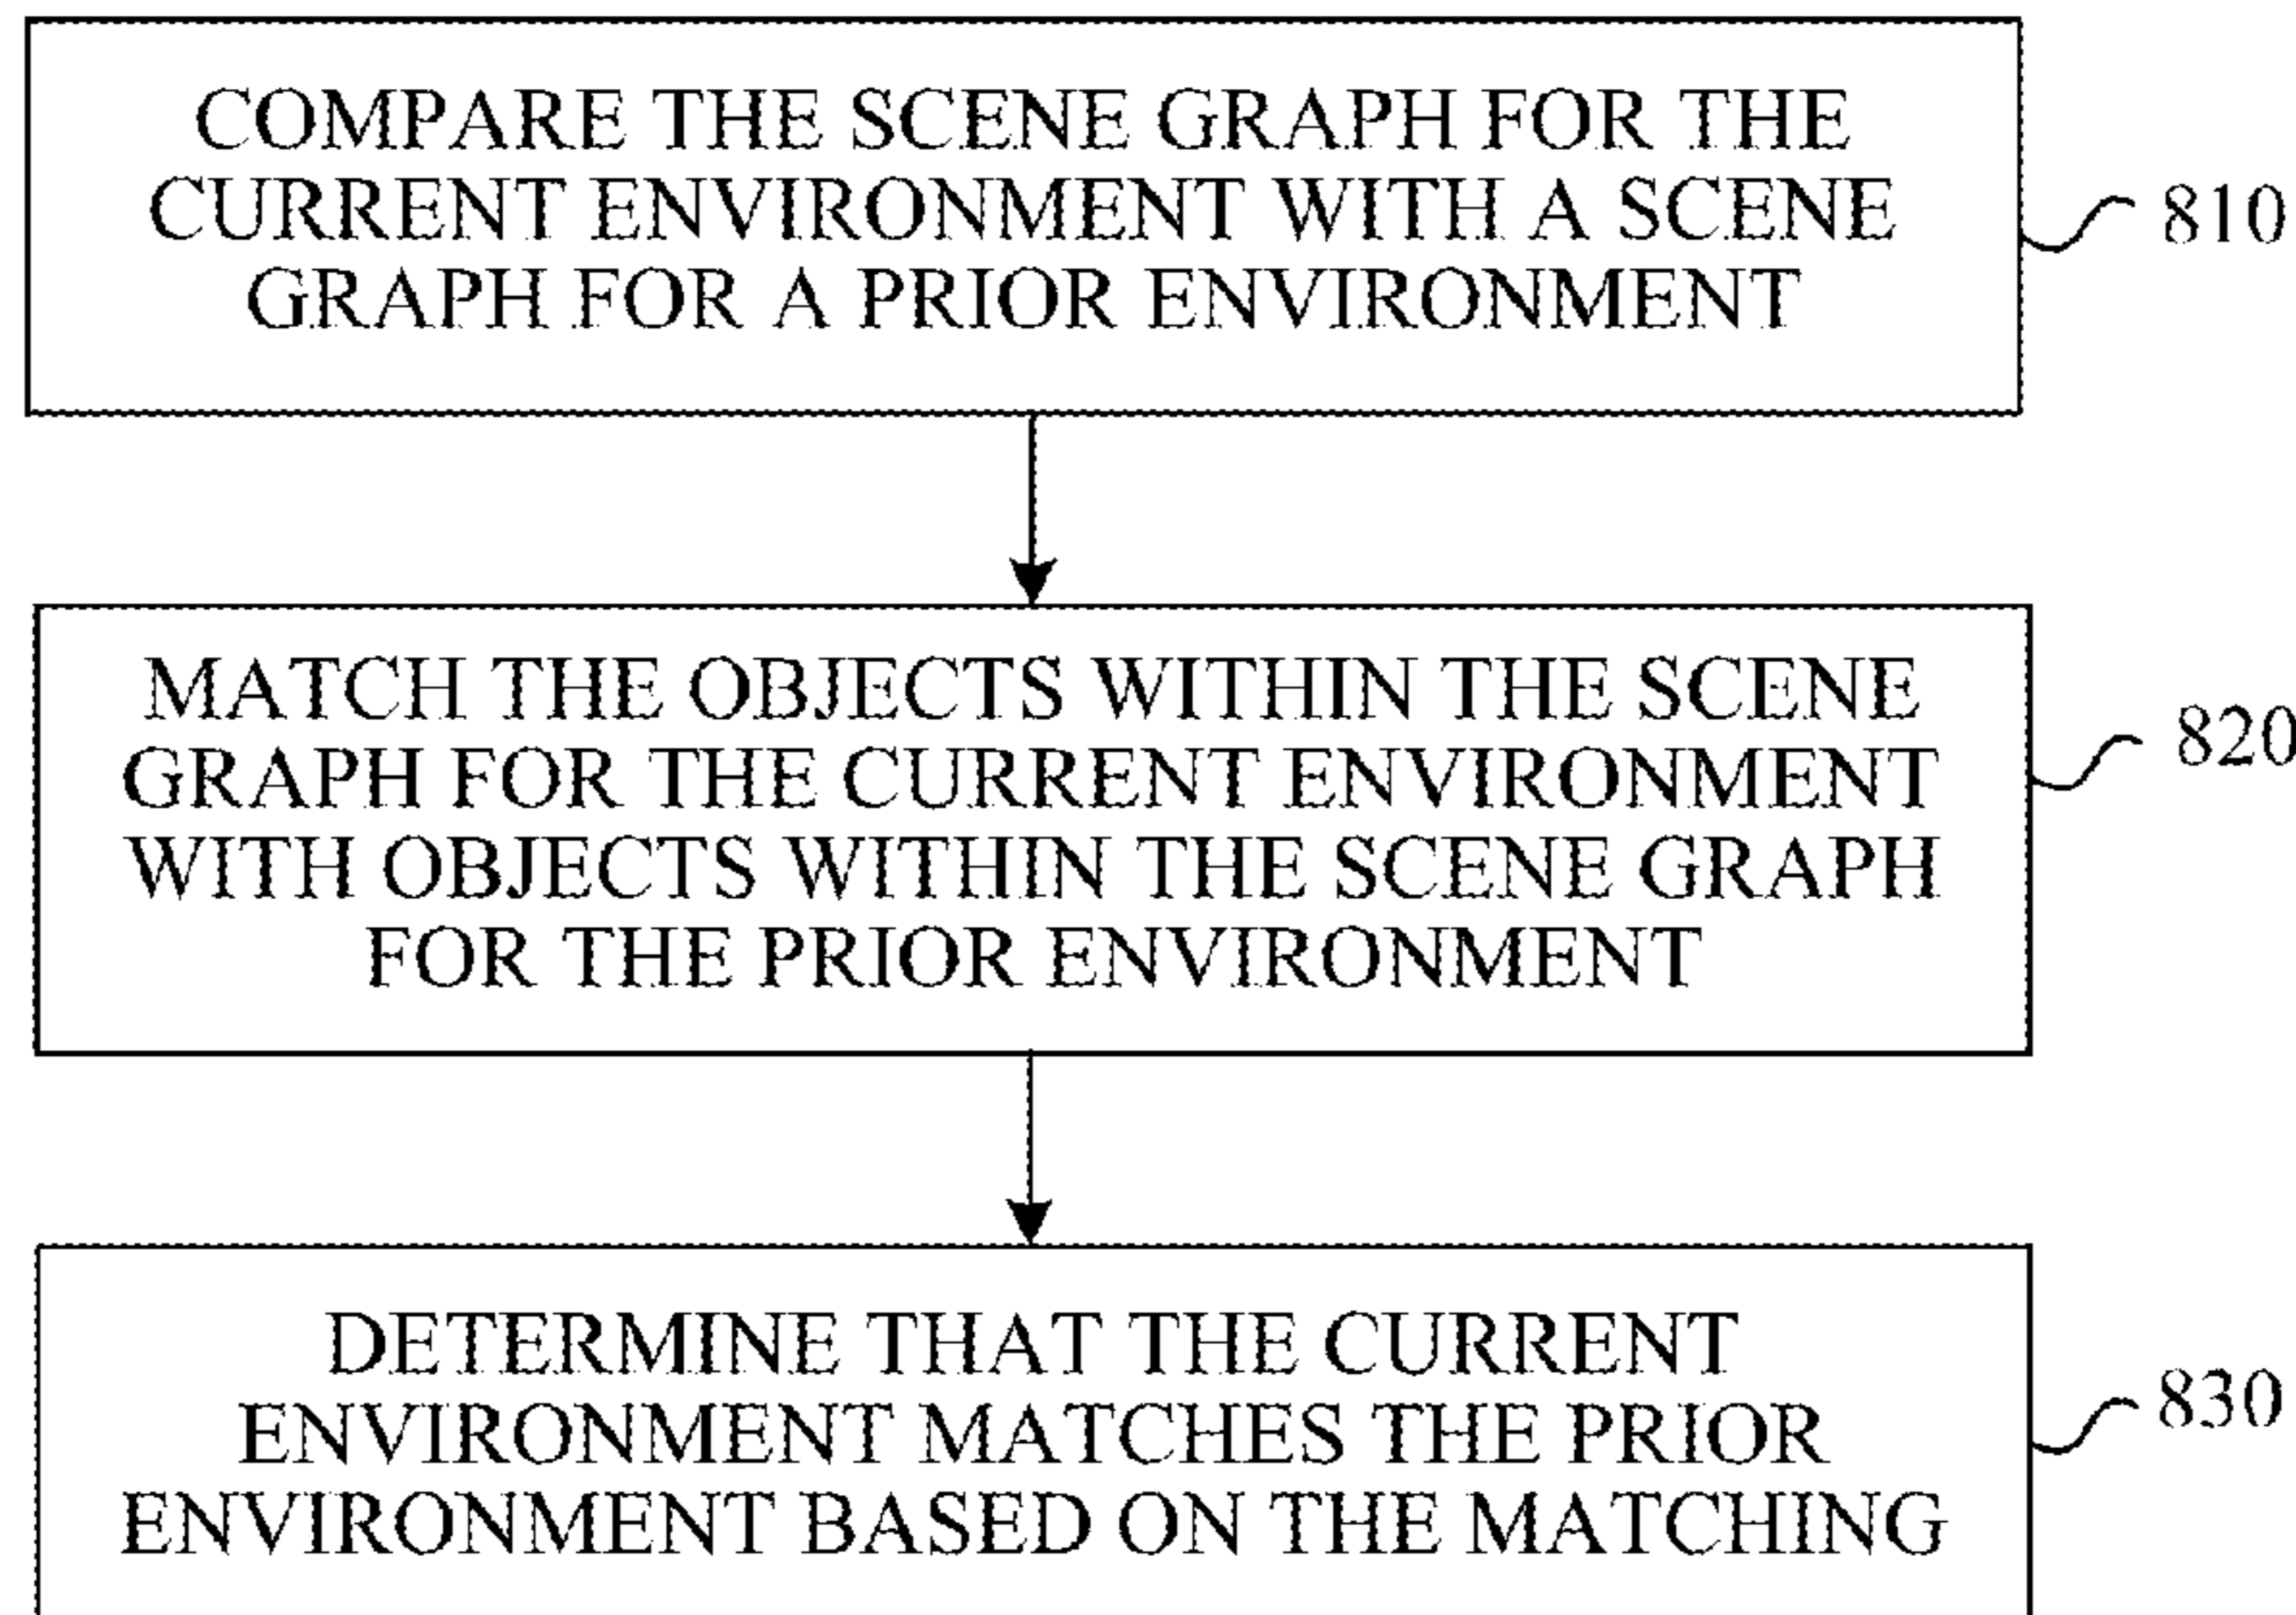 COMPARE THE SCENE GRAPH FOR THE
CURRENT ENVIRONMENT WITH A SCENE
GRAPH FOR A PRIOR ENVIRONMENT
810
MATCH THE OBJECTS WITHIN THE SCENE
GRAPH FOR THE CURRENT ENVIRONMENT
WITH OBJECTS WITHIN THE SCENE GRAPH
FOR THE PRIOR ENVIRONMENT
820
DETERMINE THAT THE CURRENT
ENVIRONMENT MATCHES THE PRIOR
ENVIRONMENT BASED ON THE MATCHING
830